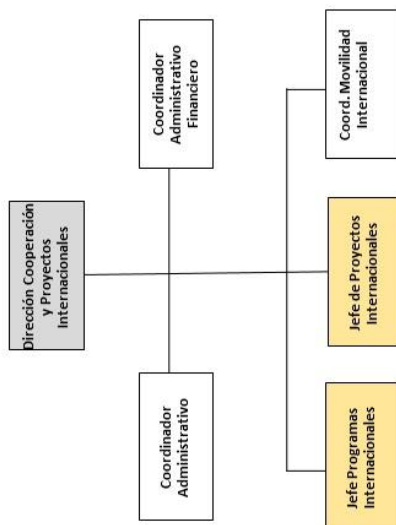 Dirección Cooperación
y Proyectos
Internacionales
Coordinador
Administrativo
Coordinador
Administrativo
Financiero
Jefe Programas
Internacionales
Jefe de Proyectos
Internacionales
Coord. Movilidad
Internacional